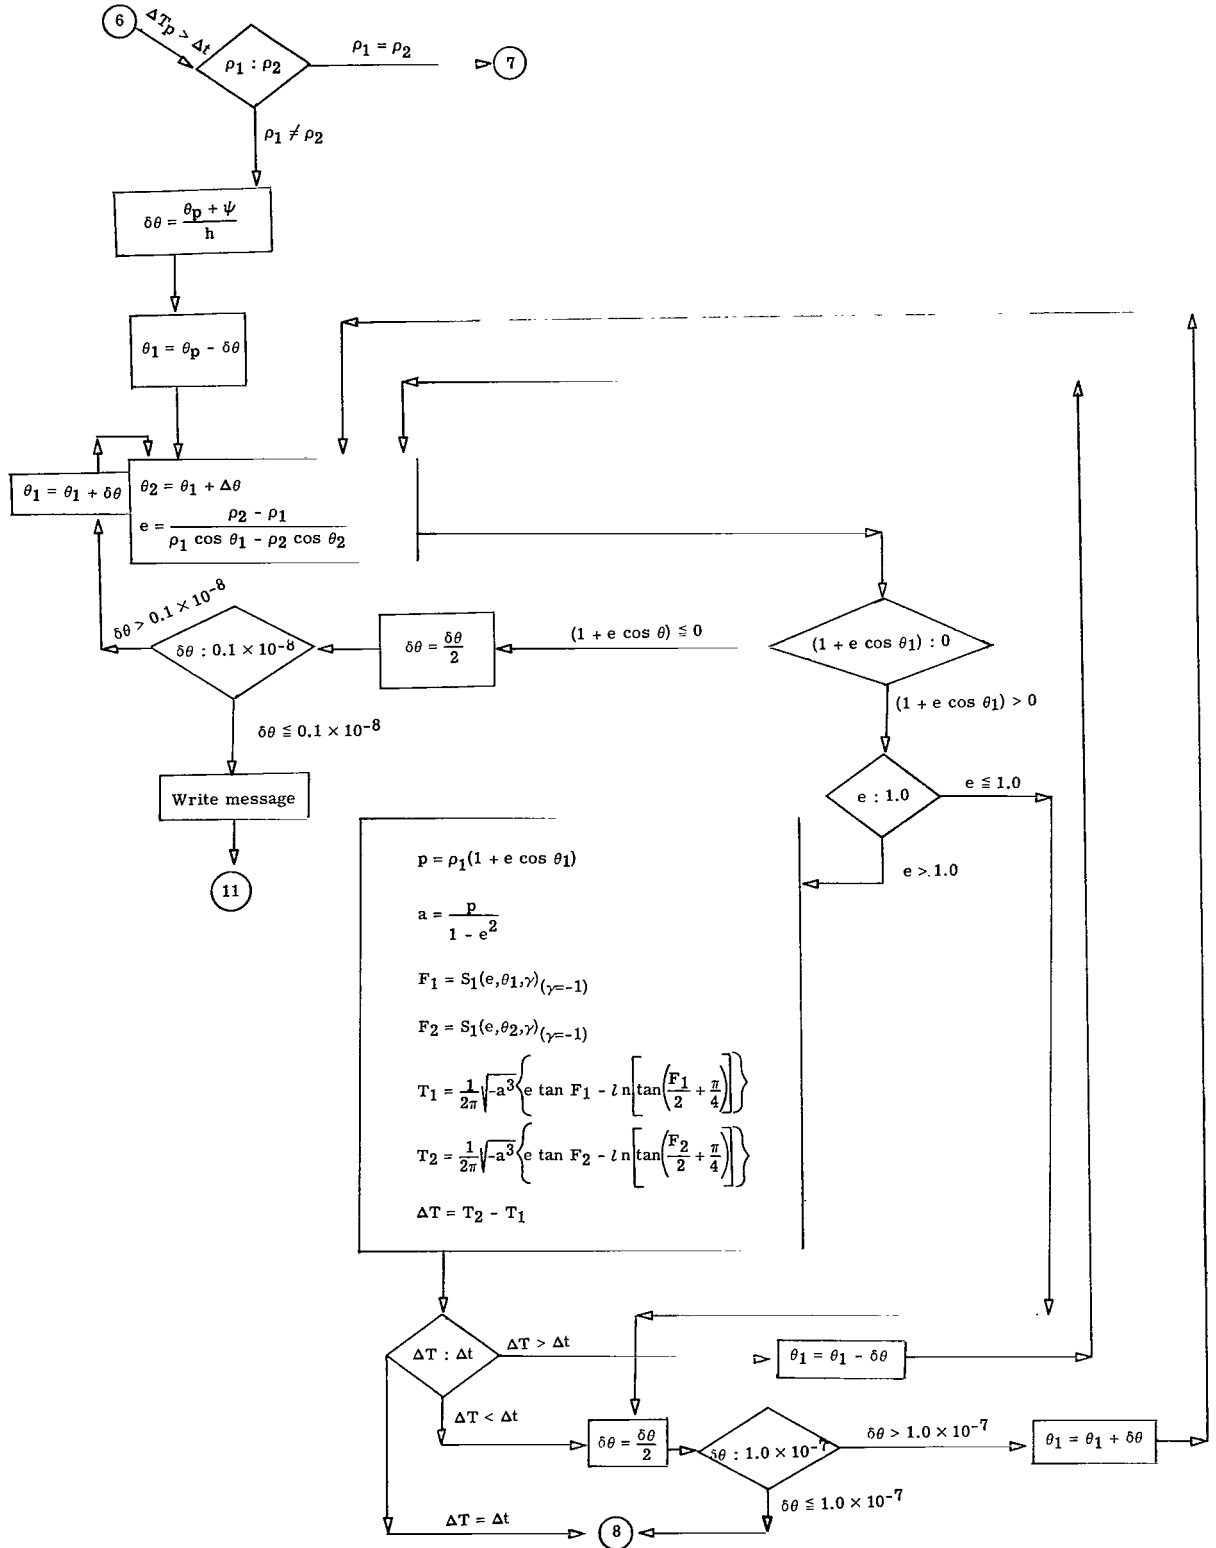 6
ΔTp > Δt
ρ1 : ρ2
ρ1 = ρ2
7
ρ1 ≠ ρ2
δθ = (θp + ψ)/h
θ1 = θp - δθ
θ1 = θ1 + δθ
θ2 = θ1 + Δθ
e = (ρ2 - ρ1)/(ρ1 cos θ1 - ρ2 cos θ2)
δθ > 0.1 × 10^-8
δθ : 0.1 × 10^-8
δθ = δθ/2
(1 + e cos θ) ≦ 0
(1 + e cos θ1) : 0
δθ ≦ 0.1 × 10^-8
(1 + e cos θ1) > 0
Write message
e : 1.0
e ≦ 1.0
11
e > 1.0
p = ρ1(1 + e cos θ1)
a = p/(1 - e^2)
F1 = S1(e,θ1,γ)(γ=-1)
F2 = S1(e,θ2,γ)(γ=-1)
T1 = 1/2π √-a^3 {e tan F1 - ln[tan(F1/2 + π/4)]}
T2 = 1/2π √-a^3 {e tan F2 - ln[tan(F2/2 + π/4)]}
ΔT = T2 - T1
ΔT : Δt
ΔT > Δt
θ1 = θ1 - δθ
ΔT < Δt
δθ = δθ/2
δθ : 1.0 × 10^-7
δθ > 1.0 × 10^-7
θ1 = θ1 + δθ
δθ ≦ 1.0 × 10^-7
ΔT = Δt
8